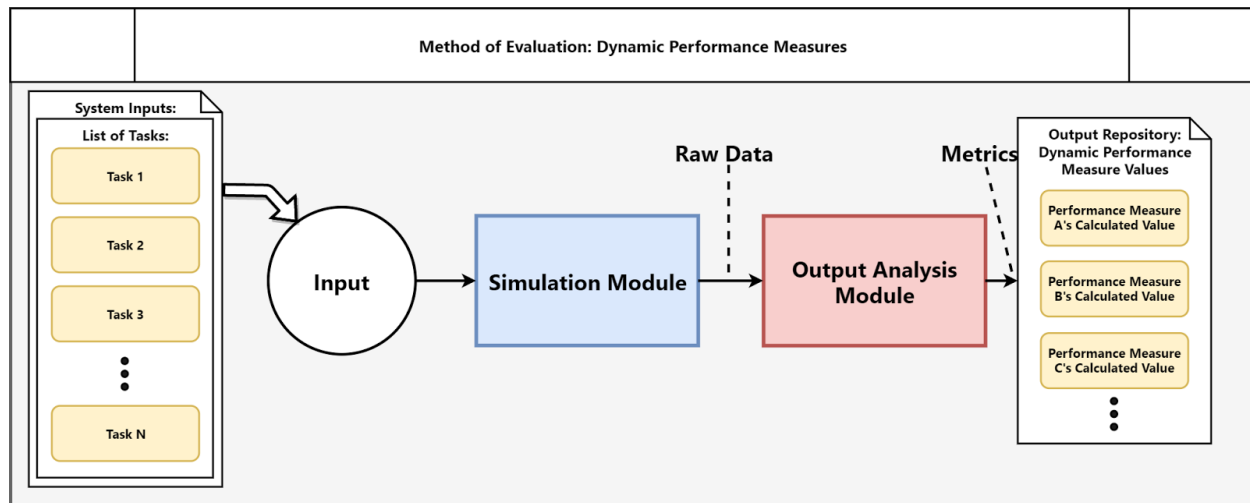 Method of Evaluation: Dynamic Performance Measures
System Inputs:
List of Tasks:
Task 1
Task 2
Task 3
Task N
Input
Simulation Module
Raw Data
Output Analysis
Module
Metrics
Output Repository:
Dynamic Performance
Measure Values
Performance Measure
A's Calculated Value
Performance Measure
B's Calculated Value
Performance Measure
C's Calculated Value